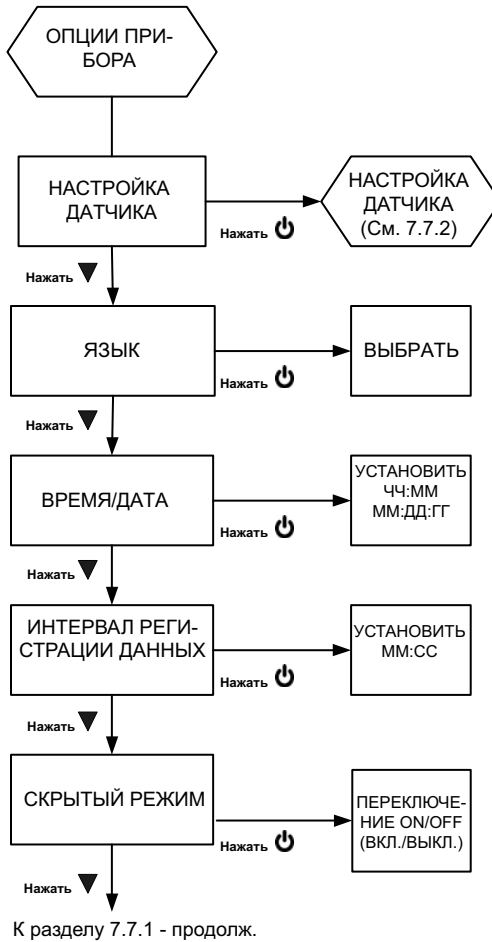 ОПЦИИ ПРИ-
БОРА
НАСТРОЙКА
ДАТЧИКА
Нажать
НАСТРОЙКА
ДАТЧИКА
(См. 7.7.2)
Нажать
ЯЗЫК
Нажать
ВЫБРАТЬ
Нажать
ВРЕМЯ/ДАТА
Нажать
УСТАНОВИТЬ
ЧЧ:ММ
ММ:ДД:ГГ
Нажать
ИНТЕРВАЛ РЕГИ-
СТРАЦИИ ДАННЫХ
Нажать
УСТАНОВИТЬ
ММ:СС
Нажать
СКРЫТЫЙ РЕЖИМ
Нажать
ПЕРЕКЛЮЧЕ-
НИЕ ON/OFF
(ВКЛ./ВЫКЛ.)
Нажать
К разделу 7.7.1 - продолж.